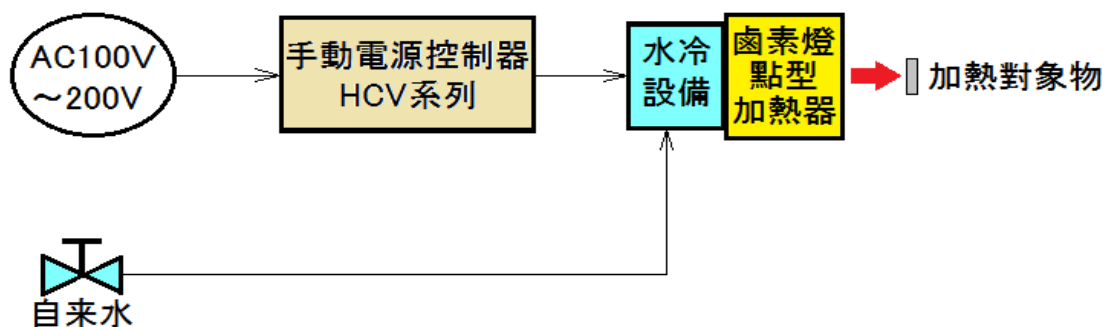 AC100V
～200V
手動電源控制器
HCV系列
水冷
設備
鹵素燈
點型
加熱器
加熱對象物
自来水